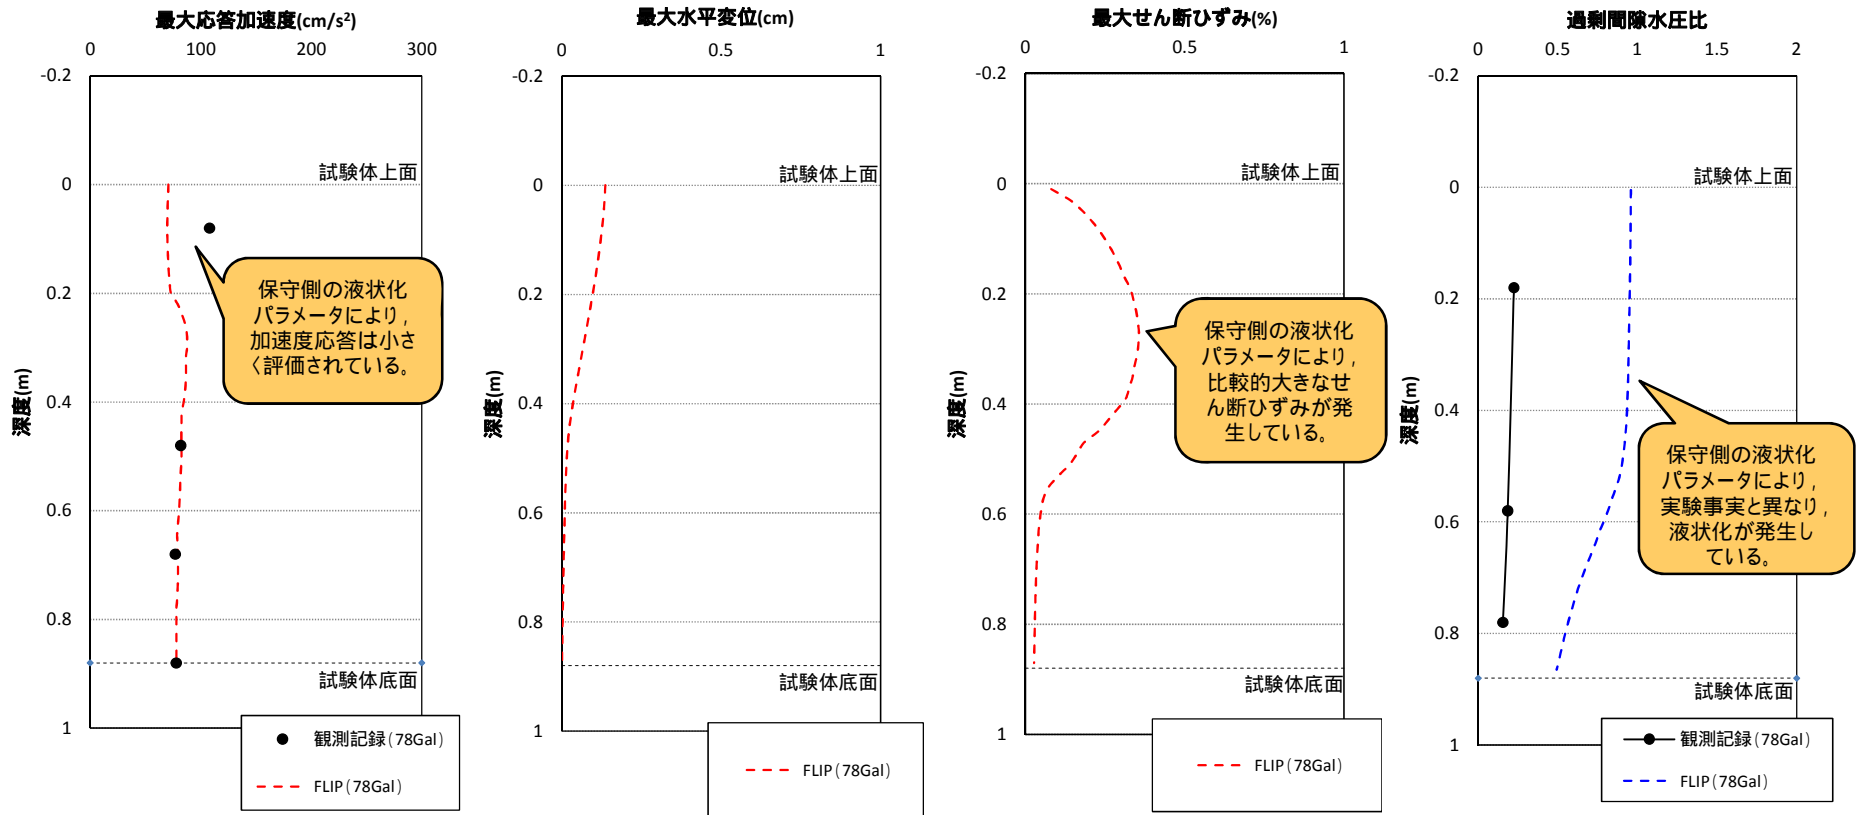 最大応答加速度(cm/s²)
0 100 200 300
-0.2
0
0.2
0.4
0.6
0.8
1
深度(m)
試験体上面
保守側の液状化
パラメータにより,
加速度応答は小さ
く評価されている。
試験体底面
観測記録(78Gal)
FLIP(78Gal)
最大水平変位(cm)
0 0.5 1
-0.2
0
0.2
0.4
0.6
0.8
1
深度(m)
試験体上面
試験体底面
FLIP(78Gal)
最大せん断ひずみ(%)
0 0.5 1
-0.2
0
0.2
0.4
0.6
0.8
1
深度(m)
試験体上面
保守側の液状化
パラメータにより,
比較的大きなせ
ん断ひずみが発
生している。
試験体底面
FLIP(78Gal)
過剰間隙水圧比
0 0.5 1 1.5 2
-0.2
0
0.2
0.4
0.6
0.8
1
深度(m)
試験体上面
保守側の液状化
パラメータにより,
実験事実と異なり,
液状化が発生し
ている。
試験体底面
観測記録(78Gal)
FLIP(78Gal)